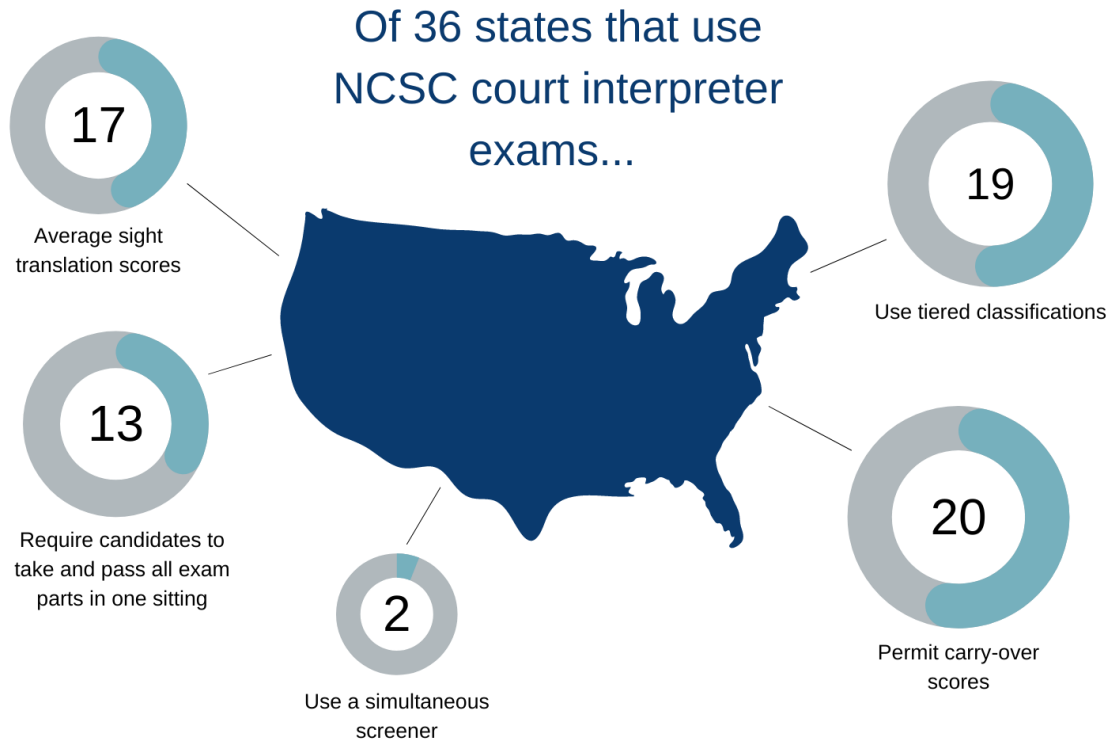 Of 36 states that use
NCSC court interpreter
exams...
17
Average sight
translation scores
19
Use tiered classifications
13
Require candidates to
take and pass all exam
parts in one sitting
20
Permit carry-over
scores
2
Use a simultaneous
screener